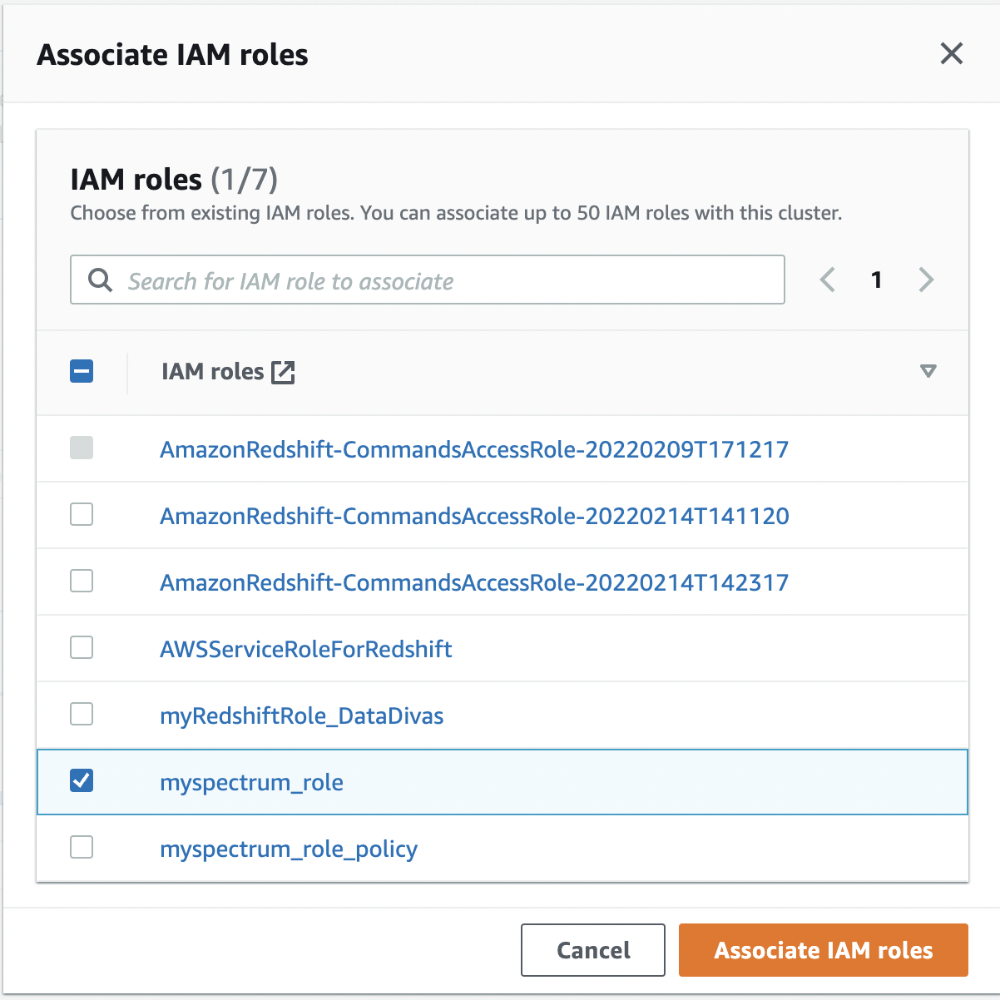 Associate IAM roles
IAM roles (1/7)
Choose from existing IAM roles. You can associate up to 50 IAM roles with this cluster.
Search for IAM role to associate
1
IAM roles
AmazonRedshift-CommandsAccessRole-20220209T171217
AmazonRedshift-CommandsAccessRole-20220214T141120
AmazonRedshift-CommandsAccessRole-20220214T142317
AWSServiceRoleForRedshift
myRedshiftRole_DataDivas
myspectrum_role
myspectrum_role_policy
Cancel
Associate IAM roles